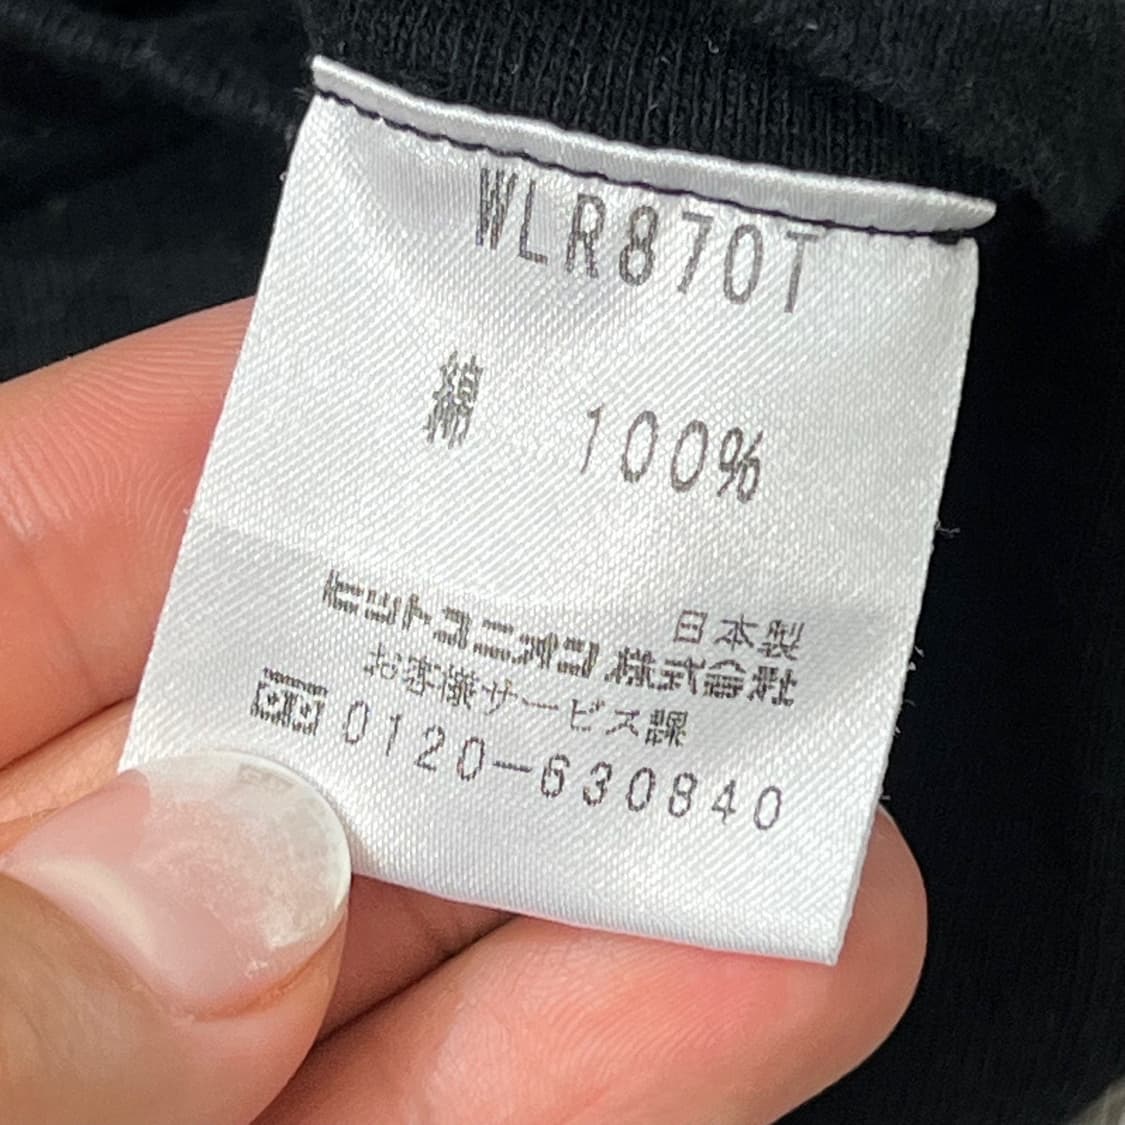 WLR870T
綿 100%
日本製
ヒットユニオン株式会社
お客様サービス課
0120-630840